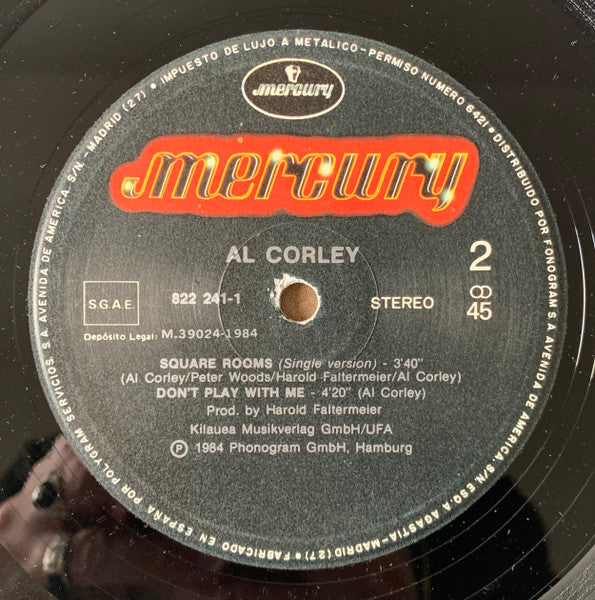 IMPUESTO DE LUJO A METALICO-PERMISO NUMERO 6421 • DISTRIBUIDO POR FONOGRAM S.A. AVENIDA DE AMERICA, S/N ESQ. A AGASTIA-MADRID (27) • FABRICADO EN ESPAÑA POR POLYGRAM SERVICIOS, S.A. AVENIDA DE AMERICA, S/N.-MADRID (27) •
mercury
mercury
AL CORLEY
2
S.G.A.E.
822 241-1
STEREO
45
Depósito Legal: M.39024-1984
SQUARE ROOMS (Single version) - 3'40"
(Al Corley/Peter Woods/Harold Faltermeier/Al Corley)
DON'T PLAY WITH ME - 4'20" (Al Corley)
Prod. by Harold Faltermeier
Kilauea Musikverlag GmbH/UFA
Ⓟ 1984 Phonogram GmbH, Hamburg